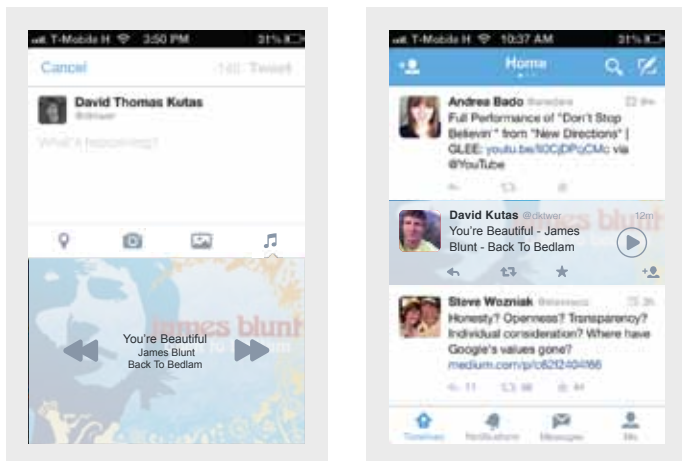 T-Mobile H 3:50 PM 31%
Cancel 140 Tweet
David Thomas Kutas
@dktwer
What's happening?
james blunt
You're Beautiful
James Blunt
Back To Bedlam
T-Mobile H 10:37 AM 31%
Home
Andrea Bado
Full Performance of "Don't Stop
Believin'" from "New Directions" |
GLEE: via
@YouTube
David Kutas @dktwer 12m
You're Beautiful - James
Blunt - Back To Bedlam
Steve Wozniak
Honesty? Openness? Transparency?
Individual consideration? Where have
Google's values gone?
11
Timelines Notifications Messages Me